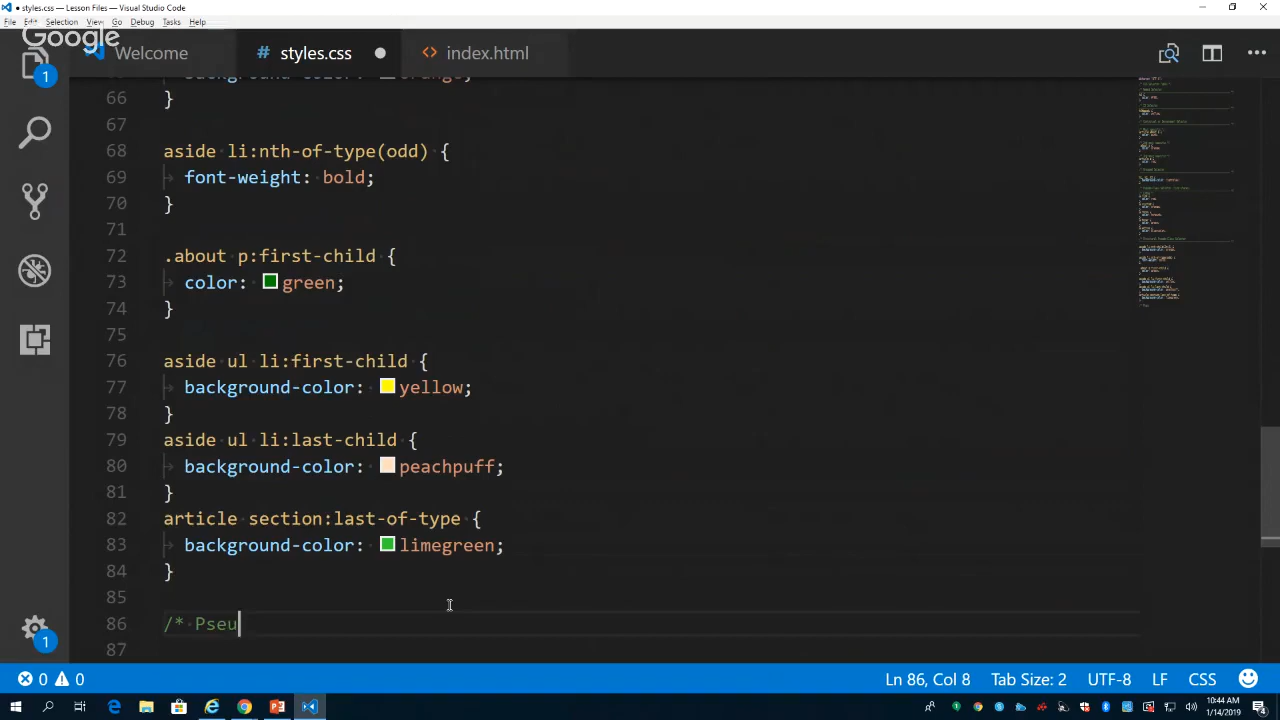 ● styles.css - Lesson Files - Visual Studio Code
File Edit Selection View Go Debug Tasks Help
Google
Welcome # styles.css ● <> index.html
66 }
67
68 aside li:nth-of-type(odd) {
69 font-weight: bold;
70 }
71
72 .about p:first-child {
73 color: green;
74 }
75
76 aside ul li:first-child {
77 background-color: yellow;
78 }
79 aside ul li:last-child {
80 background-color: peachpuff;
81 }
82 article section:last-of-type {
83 background-color: limegreen;
84 }
85
86 /* Pseu
87
1
1
0 0 Ln 86, Col 8 Tab Size: 2 UTF-8 LF CSS
10:44 AM
1/14/2019